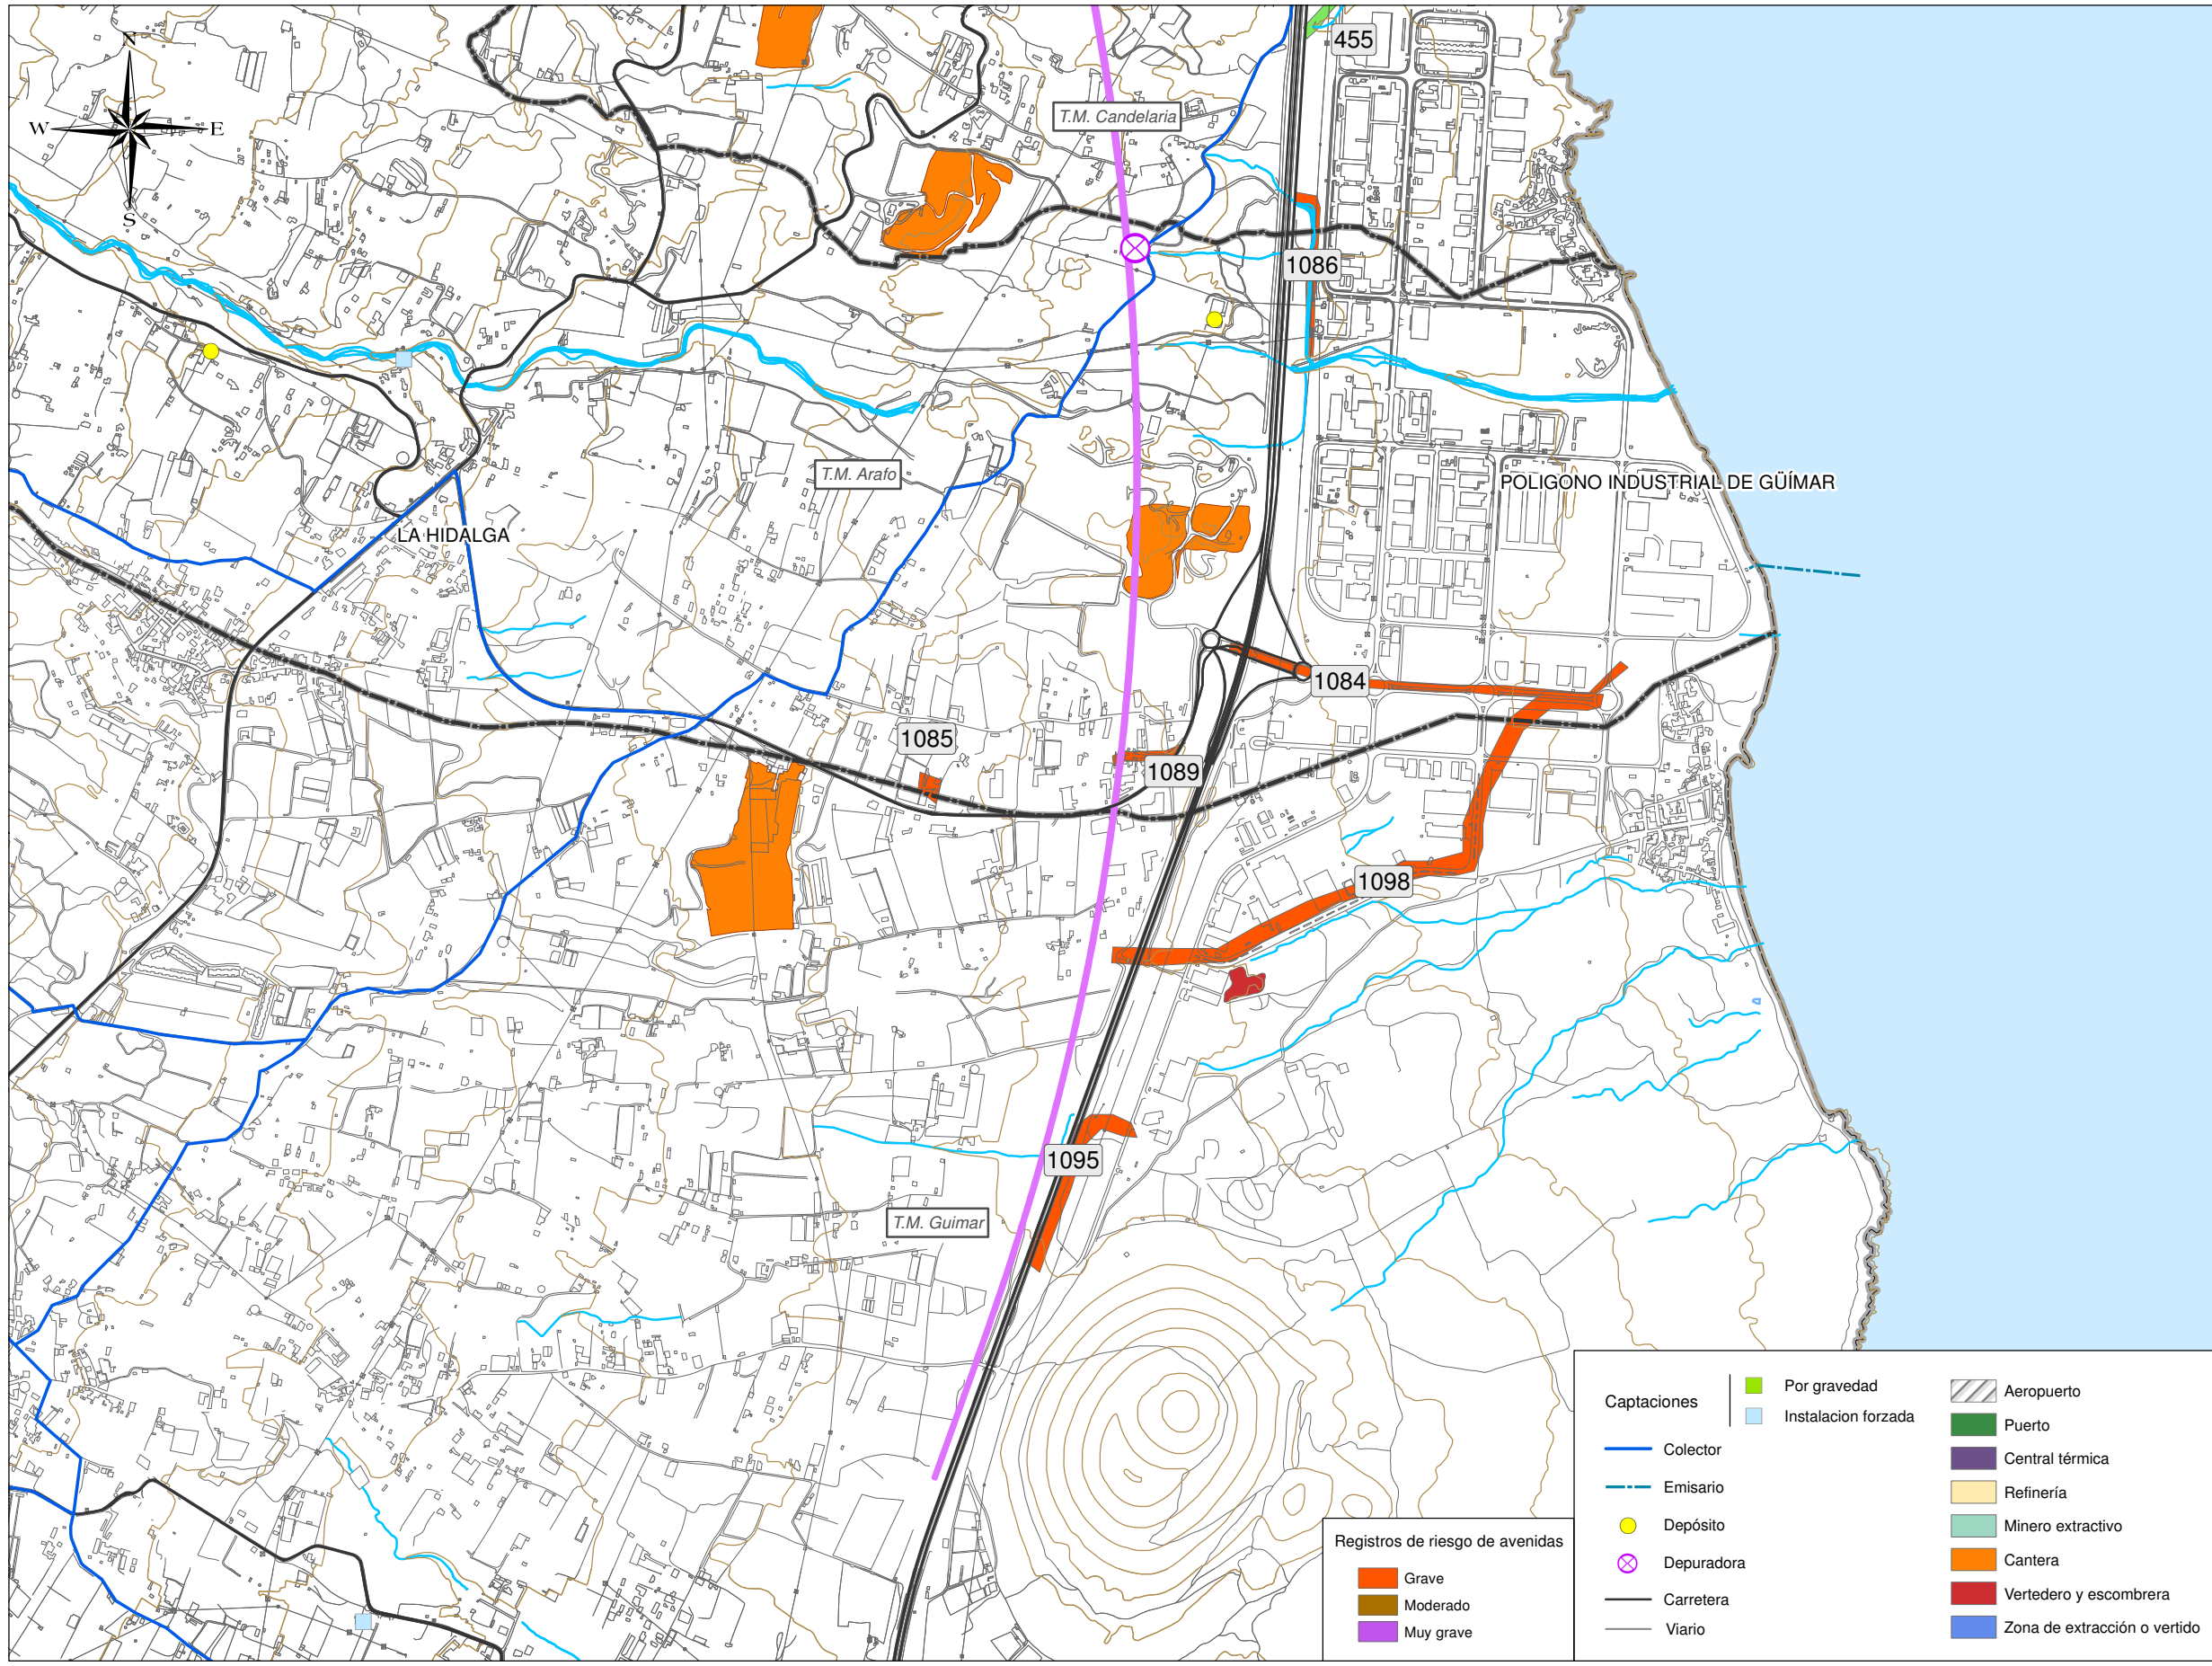 N
W
E
S
455
T.M. Candelaria
1086
T.M. Arafo
POLIGONO INDUSTRIAL DE GÜÍMAR
LA HIDALGA
1084
1085
1089
1098
1095
T.M. Guimar
Captaciones
Por gravedad
Instalacion forzada
Colector
Emisario
Depósito
Depuradora
Carretera
Viario
Aeropuerto
Puerto
Central térmica
Refinería
Minero extractivo
Cantera
Vertedero y escombrera
Zona de extracción o vertido
Registros de riesgo de avenidas
Grave
Moderado
Muy grave